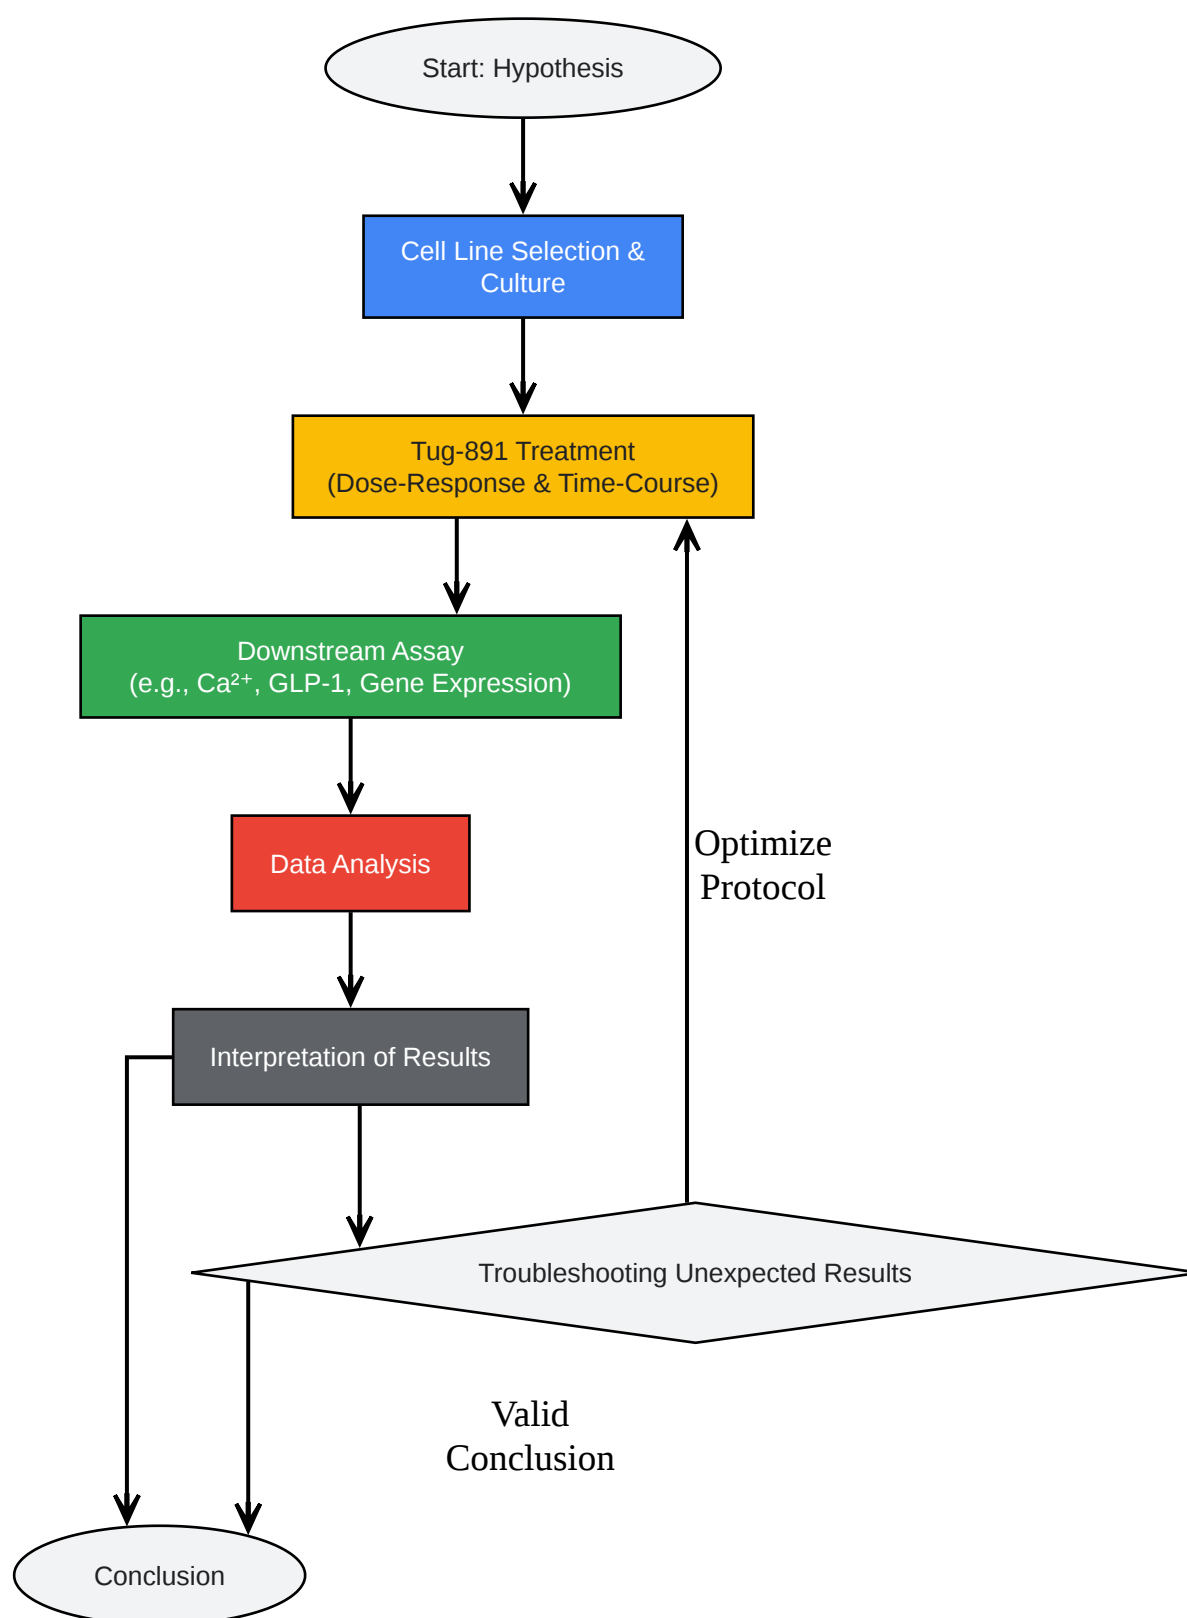 Start: Hypothesis
Cell Line Selection &
Culture
Tug-891 Treatment
(Dose-Response & Time-Course)
Downstream Assay
(e.g., Ca²⁺, GLP-1, Gene Expression)
Data Analysis
Optimize
Protocol
Interpretation of Results
Troubleshooting Unexpected Results
Valid
Conclusion
Conclusion